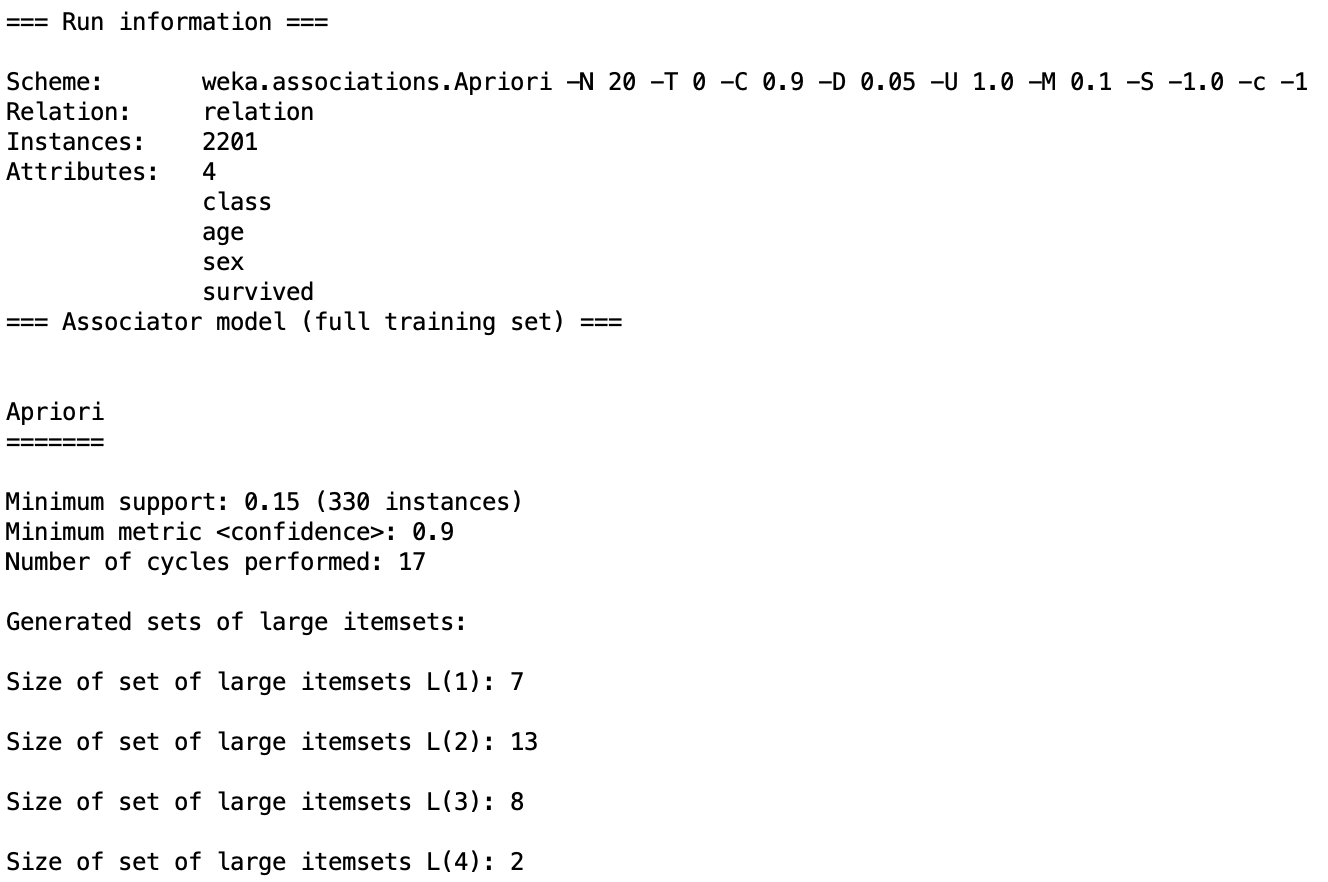 === Run information ===
Scheme: weka.associations.Apriori -N 20 -T 0 -C 0.9 -D 0.05 -U 1.0 -M 0.1 -S -1.0 -c -1
Relation: relation
Instances: 2201
Attributes: 4
class
age
sex
survived
=== Associator model (full training set) ===
Apriori
=======
Minimum support: 0.15 (330 instances)
Minimum metric <confidence>: 0.9
Number of cycles performed: 17
Generated sets of large itemsets:
Size of set of large itemsets L(1): 7
Size of set of large itemsets L(2): 13
Size of set of large itemsets L(3): 8
Size of set of large itemsets L(4): 2